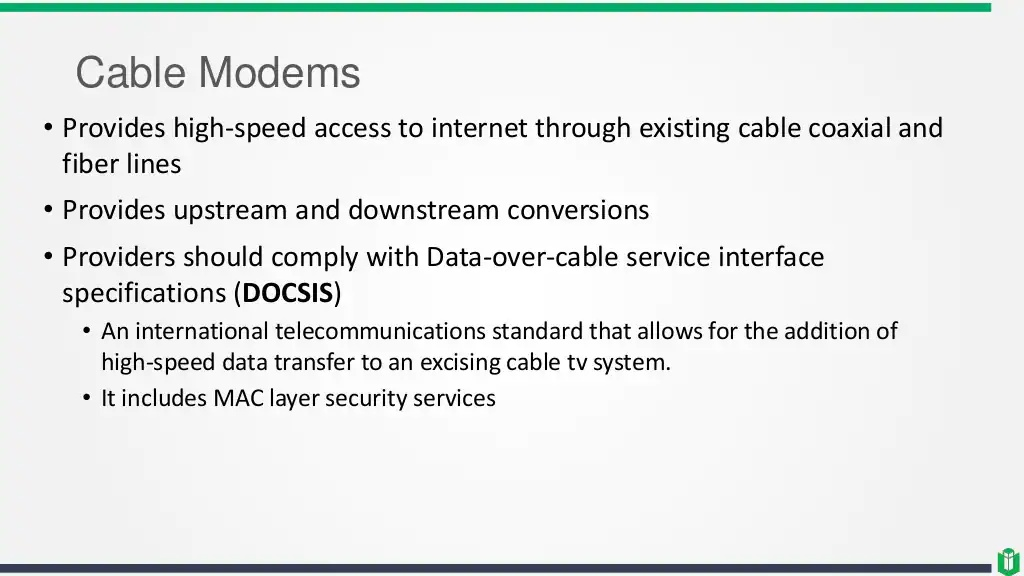 Cable Modems
• Provides high-speed access to internet through existing cable coaxial and
fiber lines
• Provides upstream and downstream conversions
• Providers should comply with Data-over-cable service interface
specifications (DOCSIS)
• An international telecommunications standard that allows for the addition of
high-speed data transfer to an excising cable tv system.
• It includes MAC layer security services